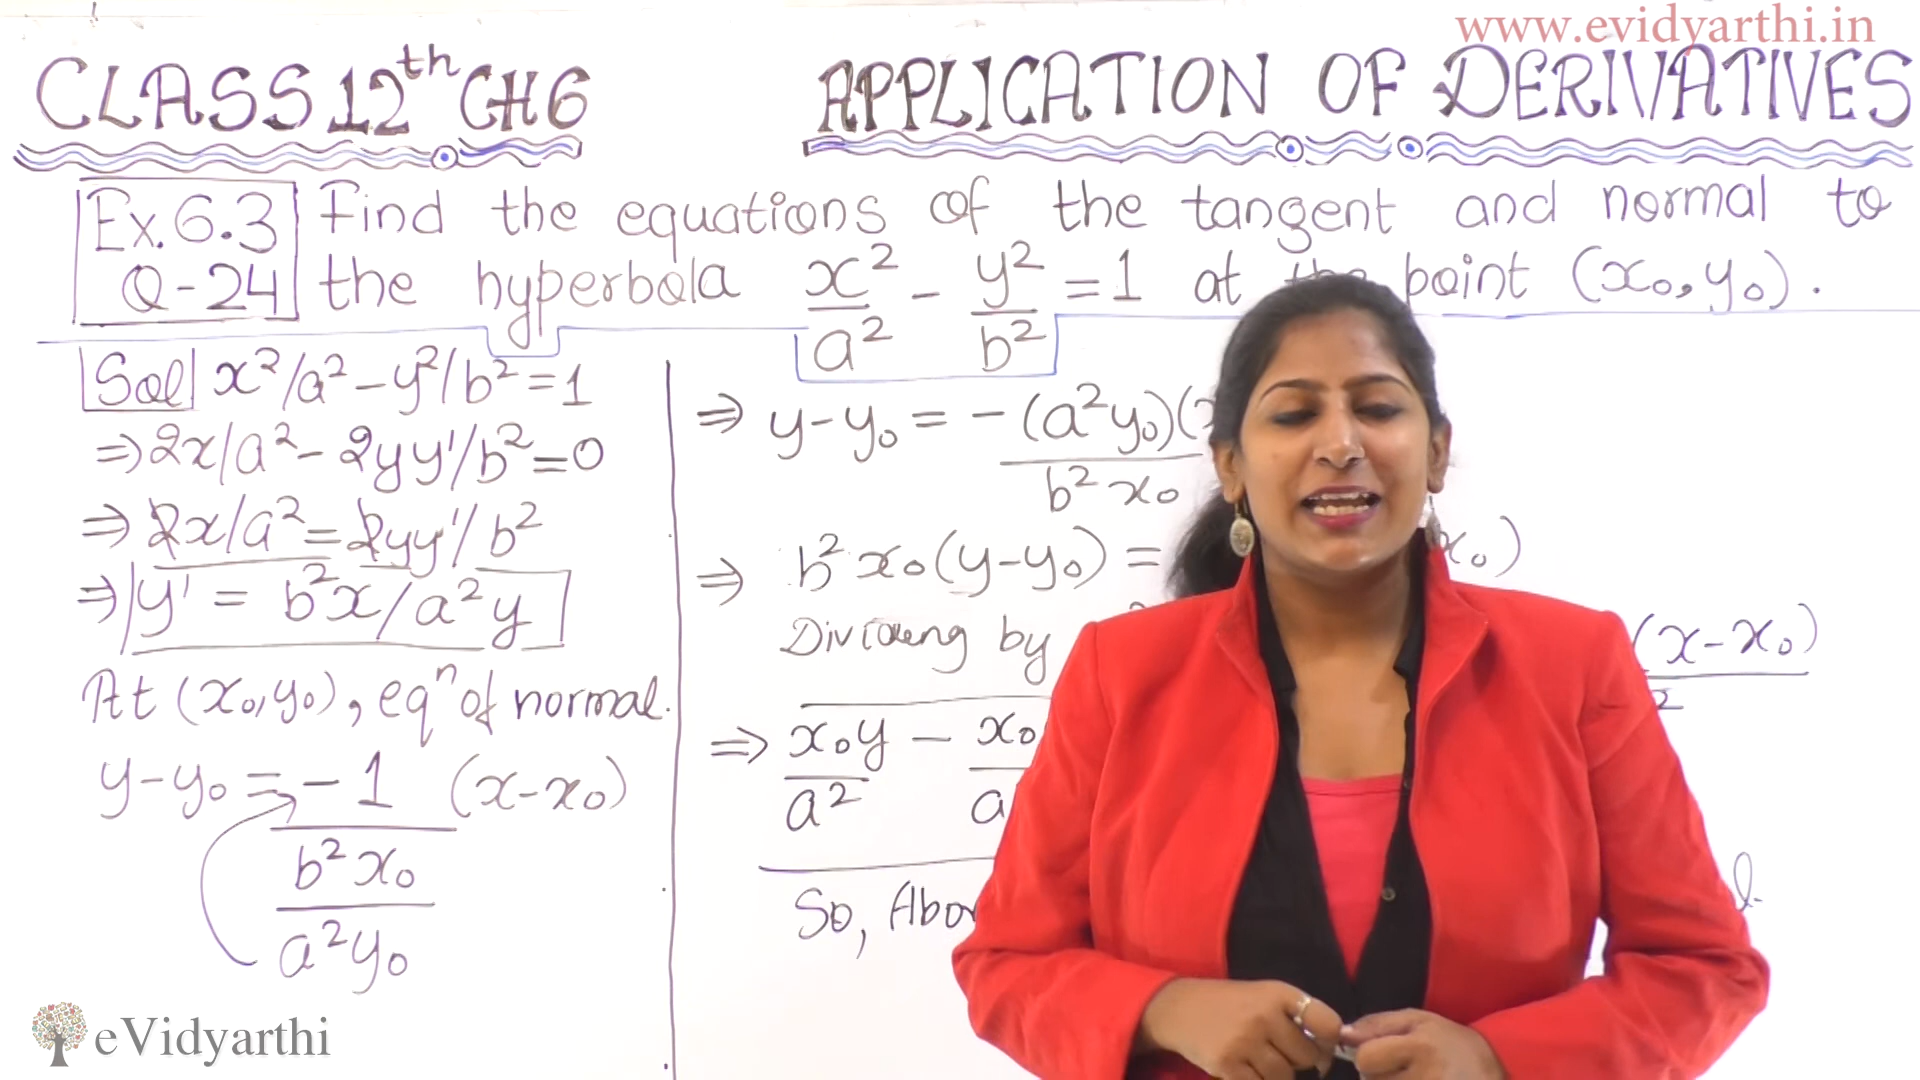 www.evidyarthi.in
CLASS 12th CH6 APPLICATION OF DERIVATIVES
Ex. 6.3
Q-24
Find the equations of the tangent and normal to
the hyperbola x²/a² - y²/b² = 1 at the point (x₀, y₀).
Sol x²/a² - y²/b² = 1
⇒ 2x/a² - 2yy'/b² = 0
⇒ 2x/a² = 2yy'/b²
⇒ y' = b²x/a²y
At (x₀, y₀), eqⁿ of normal.
y - y₀ = -1 (x - x₀)
b²x₀
a²y₀
⇒ y - y₀ = -(a²y₀)(
b²x₀
⇒ b²x₀(y - y₀) = x₀)
Dividing by (x - x₀)
2
⇒ x₀y - x₀
a² a
So,
eVidyarthi